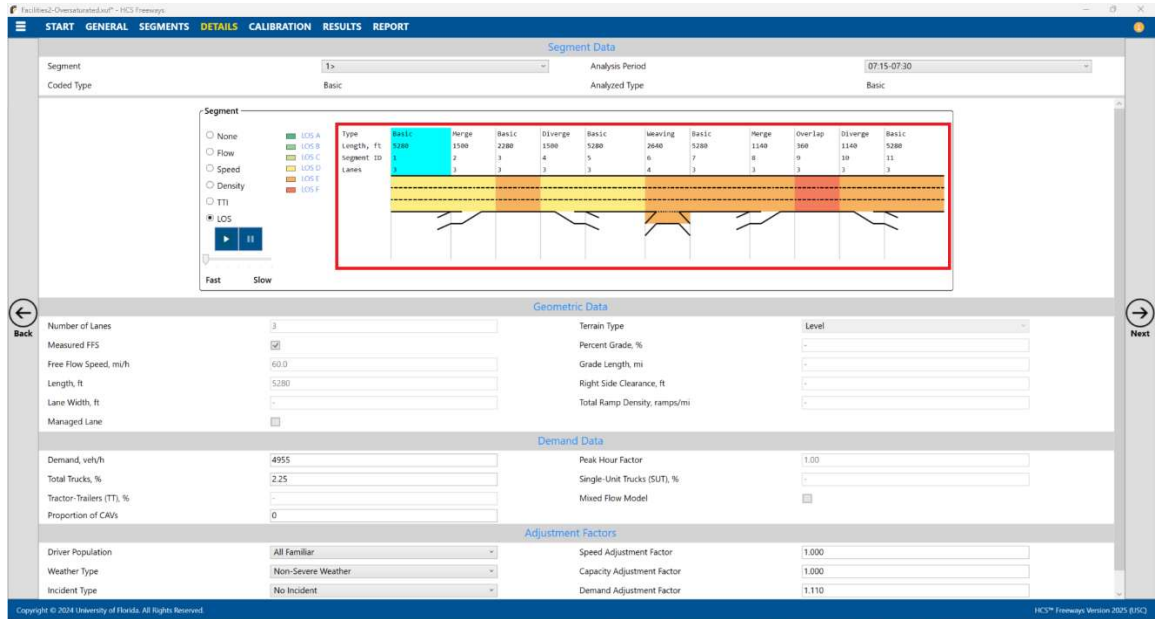 Facilities2-Oversaturated.xuf* - HCS Freeways
START GENERAL SEGMENTS DETAILS CALIBRATION RESULTS REPORT
Segment Data
Segment 1> Analysis Period 07:15-07:30
Coded Type Basic Analyzed Type Basic
Segment
None
Flow
Speed
Density
TTI
LOS
Fast Slow
LOS A
LOS B
LOS C
LOS D
LOS E
LOS F
Type Basic Merge Basic Diverge Basic Weaving Basic Merge Overlap Diverge Basic
Length, ft 5280 1500 2280 1500 5280 2640 5280 1140 360 1140 5280
Segment ID 1 2 3 4 5 6 7 8 9 10 11
Lanes 3 3 3 3 3 4 3 3 3 3 3
Back
Next
Geometric Data
Number of Lanes 3 Terrain Type Level
Measured FFS Percent Grade, % -
Free Flow Speed, mi/h 60.0 Grade Length, mi -
Length, ft 5280 Right Side Clearance, ft -
Lane Width, ft - Total Ramp Density, ramps/mi -
Managed Lane
Demand Data
Demand, veh/h 4955 Peak Hour Factor 1.00
Total Trucks, % 2.25 Single-Unit Trucks (SUT), % -
Tractor-Trailers (TT), % - Mixed Flow Model
Proportion of CAVs 0
Adjustment Factors
Driver Population All Familiar Speed Adjustment Factor 1.000
Weather Type Non-Severe Weather Capacity Adjustment Factor 1.000
Incident Type No Incident Demand Adjustment Factor 1.110
Copyright © 2024 University of Florida. All Rights Reserved. HCS™ Freeways Version 2025 (USC)